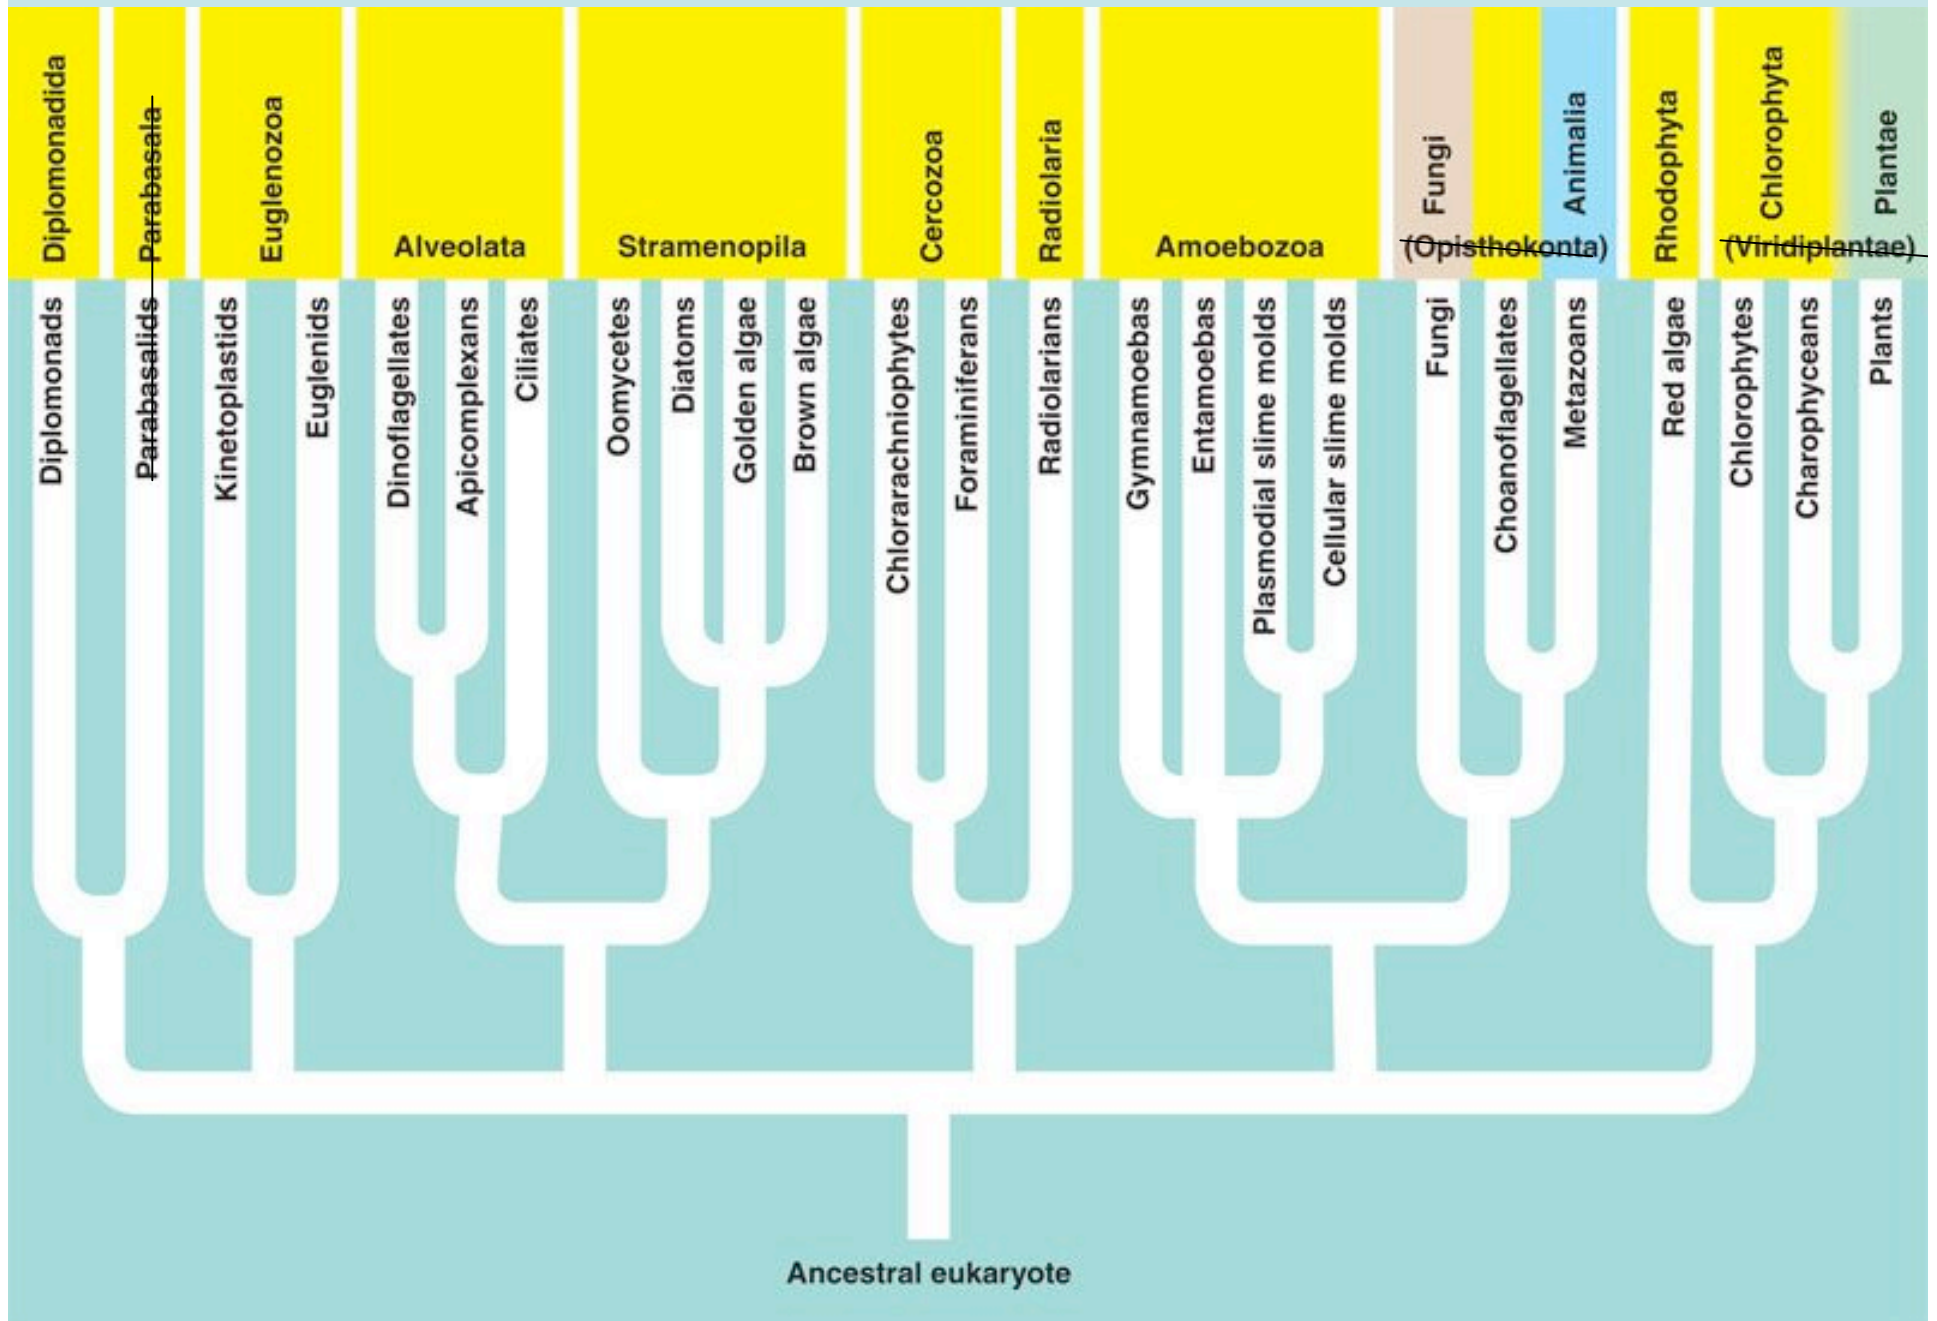 Diplomonadida
Parabasala
Euglenozoa
Alveolata
Stramenopila
Cercozoa
Radiolaria
Amoebozoa
Fungi
Animalia
(Opisthokonta)
Rhodophyta
Chlorophyta
Plantae
(Viridiplantae)
Diplomonads
Parabasalids
Kinetoplastids
Euglenids
Dinoflagellates
Apicomplexans
Ciliates
Oomycetes
Diatoms
Golden algae
Brown algae
Chlorarachniophytes
Foraminiferans
Radiolarians
Gymnamoebas
Entamoebas
Plasmodial slime molds
Cellular slime molds
Fungi
Choanoflagellates
Metazoans
Red algae
Chlorophytes
Charophyceans
Plants
Ancestral eukaryote